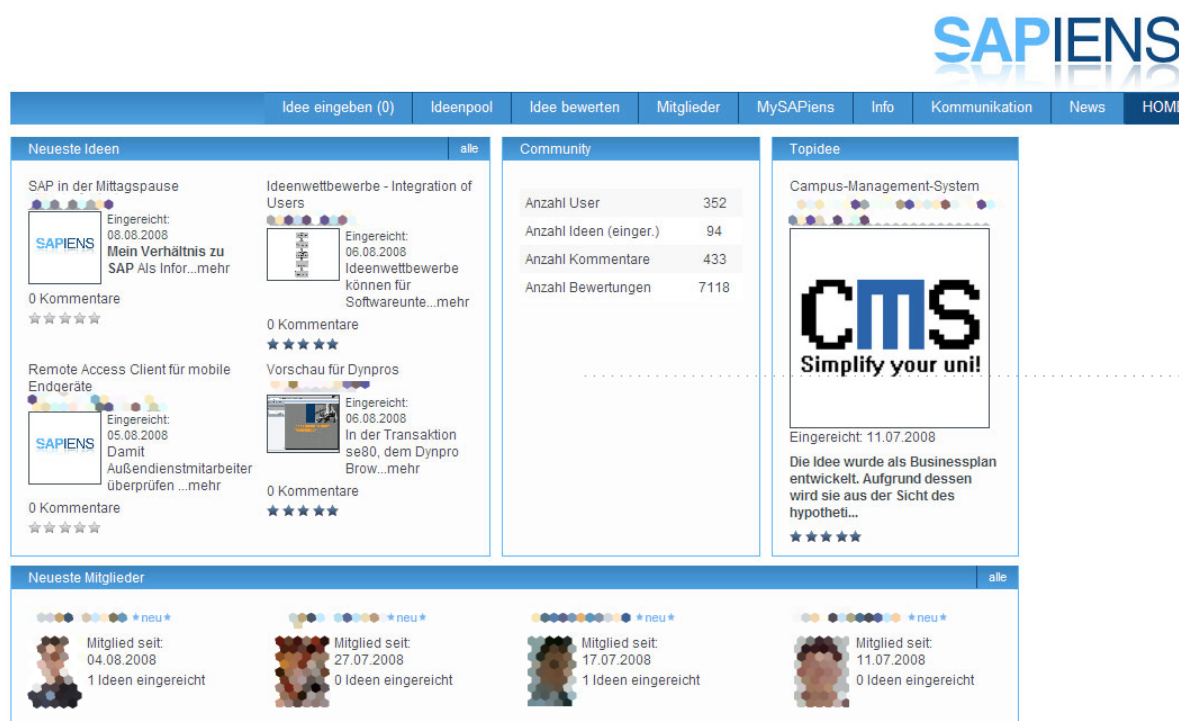 SAPIENS
Idee eingeben (0) Ideenpool Idee bewerten Mitglieder MySAPiens Info Kommunikation News HOME
Neueste Ideen alle
SAP in der Mittagspause
SAPIENS
Eingereicht:
08.08.2008
Mein Verhältnis zu
SAP Als Infor...mehr
0 Kommentare
Ideenwettbewerbe - Integration of
Users
Eingereicht:
06.08.2008
Ideenwettbewerbe
können für
Softwareunte...mehr
0 Kommentare
Remote Access Client für mobile
Endgeräte
SAPIENS
Eingereicht:
05.08.2008
Damit
Außendienstmitarbeiter
überprüfen ...mehr
0 Kommentare
Vorschau für Dynpros
Eingereicht:
06.08.2008
In der Transaktion
se80, dem Dynpro
Brow...mehr
0 Kommentare
Community
Anzahl User 352
Anzahl Ideen (einger.) 94
Anzahl Kommentare 433
Anzahl Bewertungen 7118
Topidee
Campus-Management-System
CMS
Simplify your uni!
Eingereicht: 11.07.2008
Die Idee wurde als Businessplan
entwickelt. Aufgrund dessen
wird sie aus der Sicht des
hypotheti...
Neueste Mitglieder alle
neu
Mitglied seit:
04.08.2008
1 Ideen eingereicht
neu
Mitglied seit:
27.07.2008
0 Ideen eingereicht
neu
Mitglied seit:
17.07.2008
1 Ideen eingereicht
neu
Mitglied seit:
11.07.2008
0 Ideen eingereicht